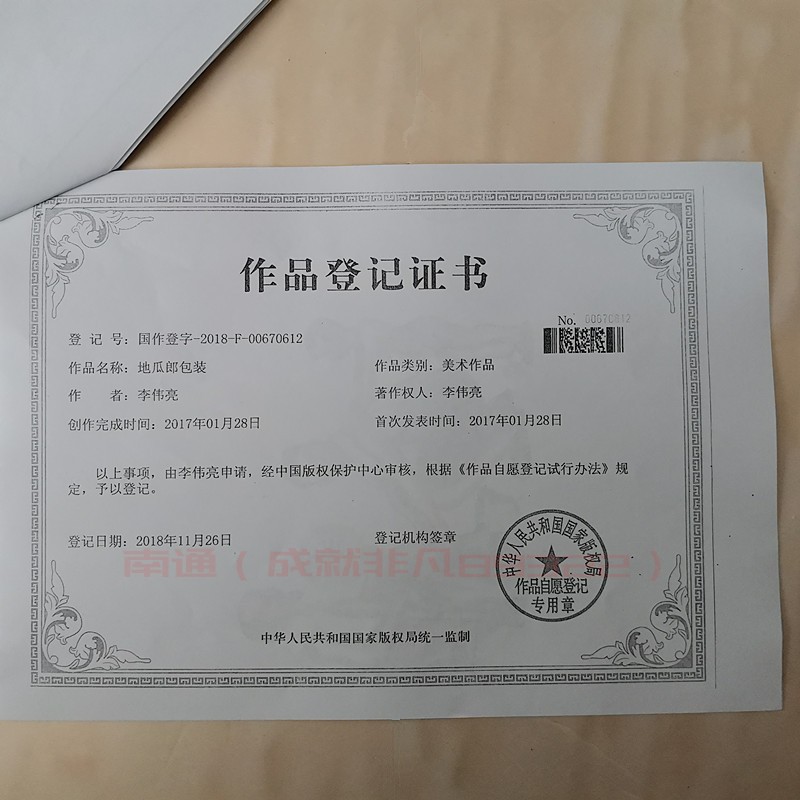 作品登记证书
No. 00670612
登 记 号：国作登字-2018-F-00670612
作品名称：地瓜郎包装 作品类别：美术作品
作 者：李伟亮 著作权人：李伟亮
创作完成时间：2017年01月28日 首次发表时间：2017年01月28日
以上事项，由李伟亮申请，经中国版权保护中心审核，根据《作品自愿登记试行办法》规
定，予以登记。
登记日期：2018年11月26日 登记机构签章
中华人民共和国国家版权局
作品自愿登记
专用章
南通（成就非凡
中华人民共和国国家版权局统一监制